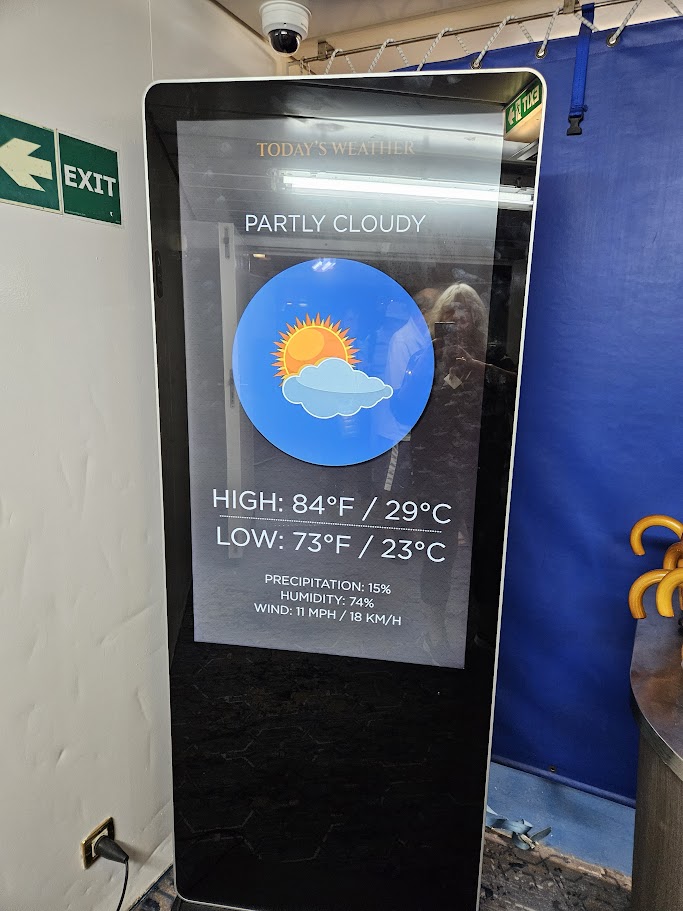 EXIT
TODAY'S WEATHER
PARTLY CLOUDY
HIGH: 84°F / 29°C
LOW: 73°F / 23°C
PRECIPITATION: 15%
HUMIDITY: 74%
WIND: 11 MPH / 18 KM/H